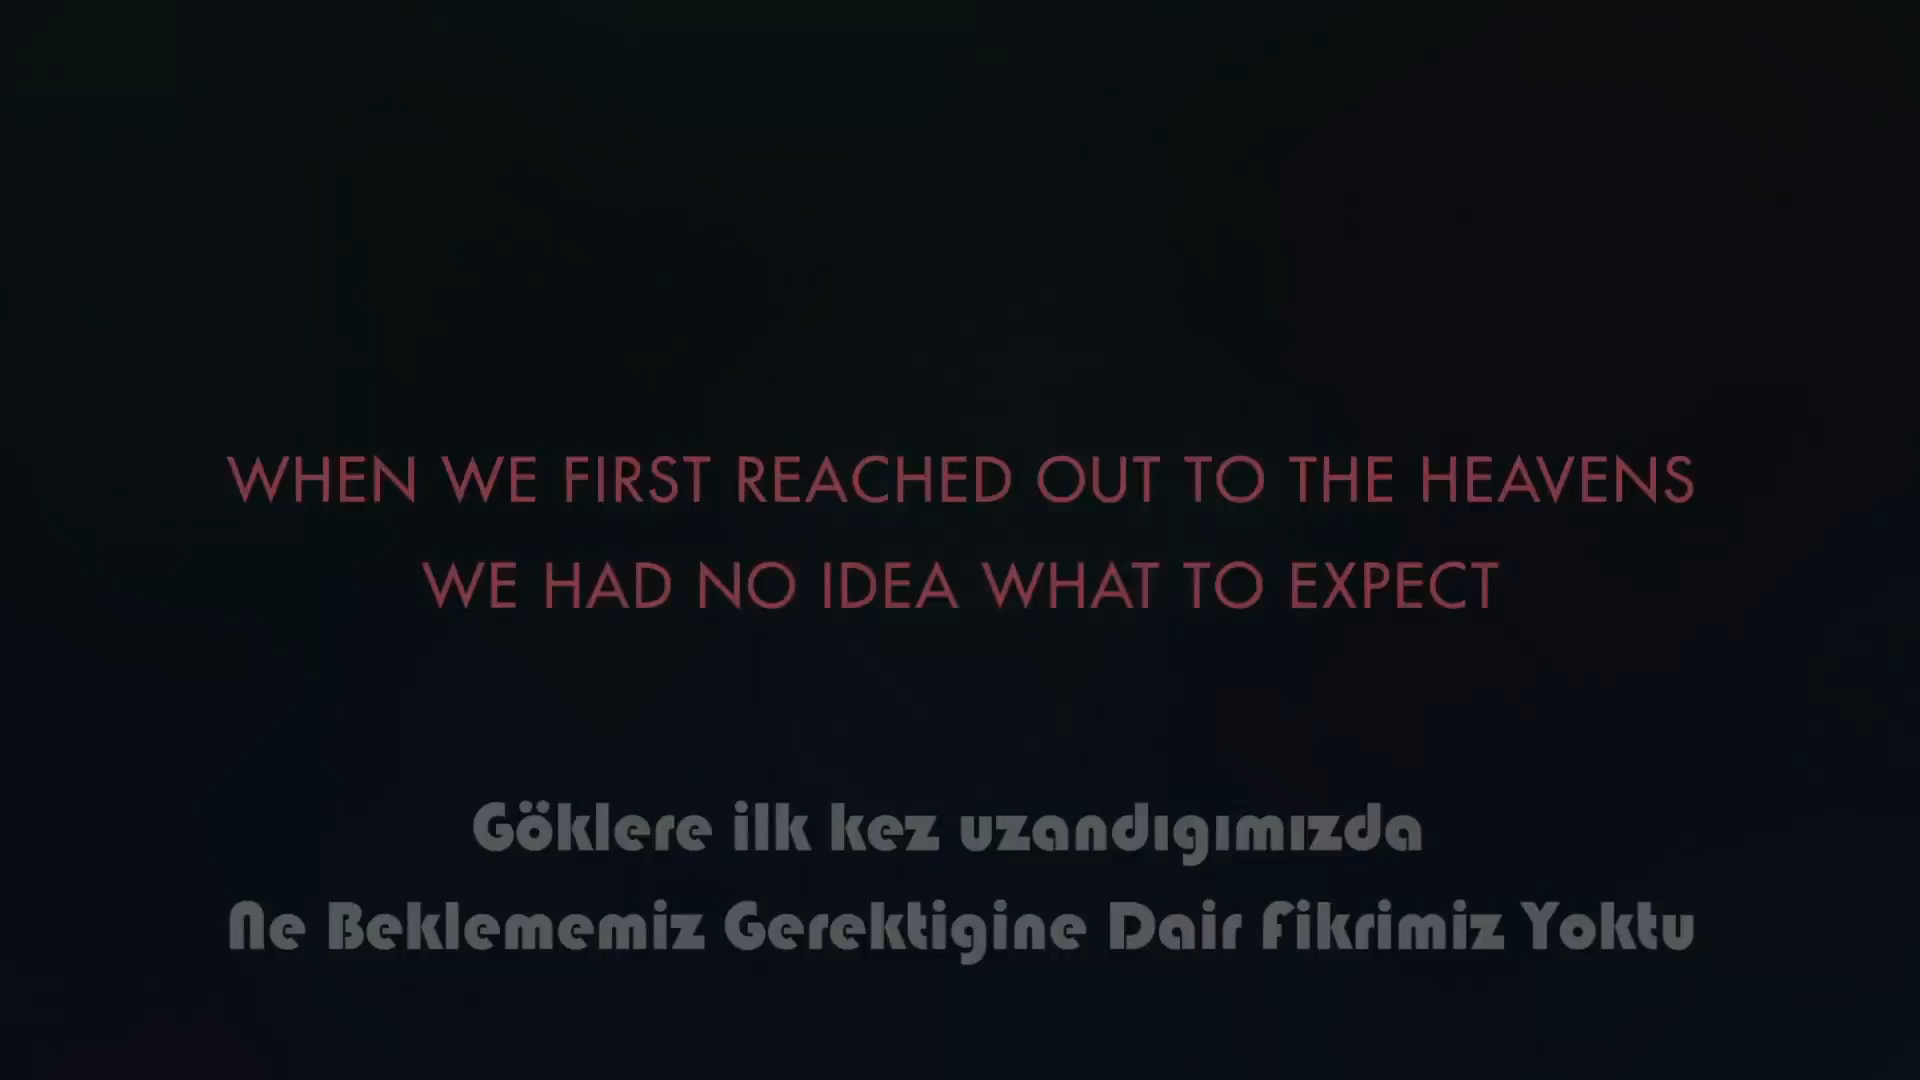 WHEN WE FIRST REACHED OUT TO THE HEAVENS
WE HAD NO IDEA WHAT TO EXPECT
Göklere ilk kez uzandıgımızda
Ne Beklememiz Gerektigine Dair Fikrimiz Yoktu